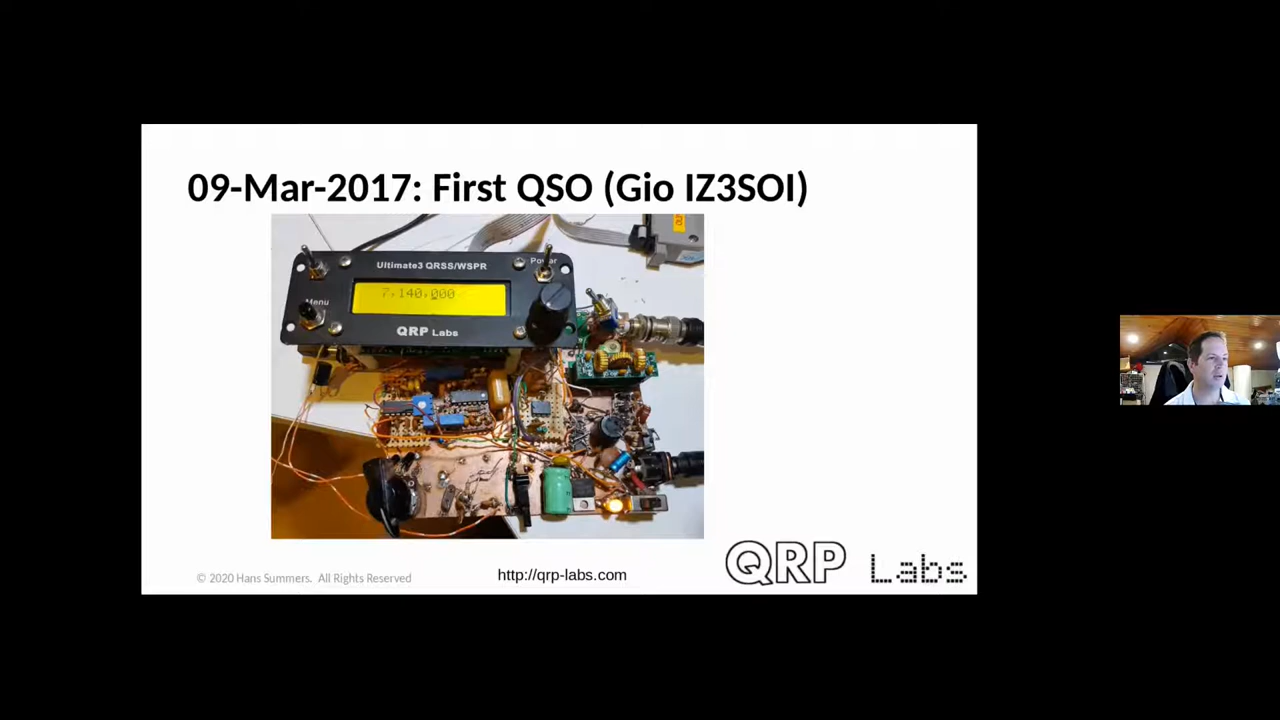 09-Mar-2017: First QSO (Gio IZ3SOI)
Ultimate3 QRSS/WSPR
Power
7,140,000
Menu
QRP Labs
© 2020 Hans Summers. All Rights Reserved
http://qrp-labs.com
QRP Labs